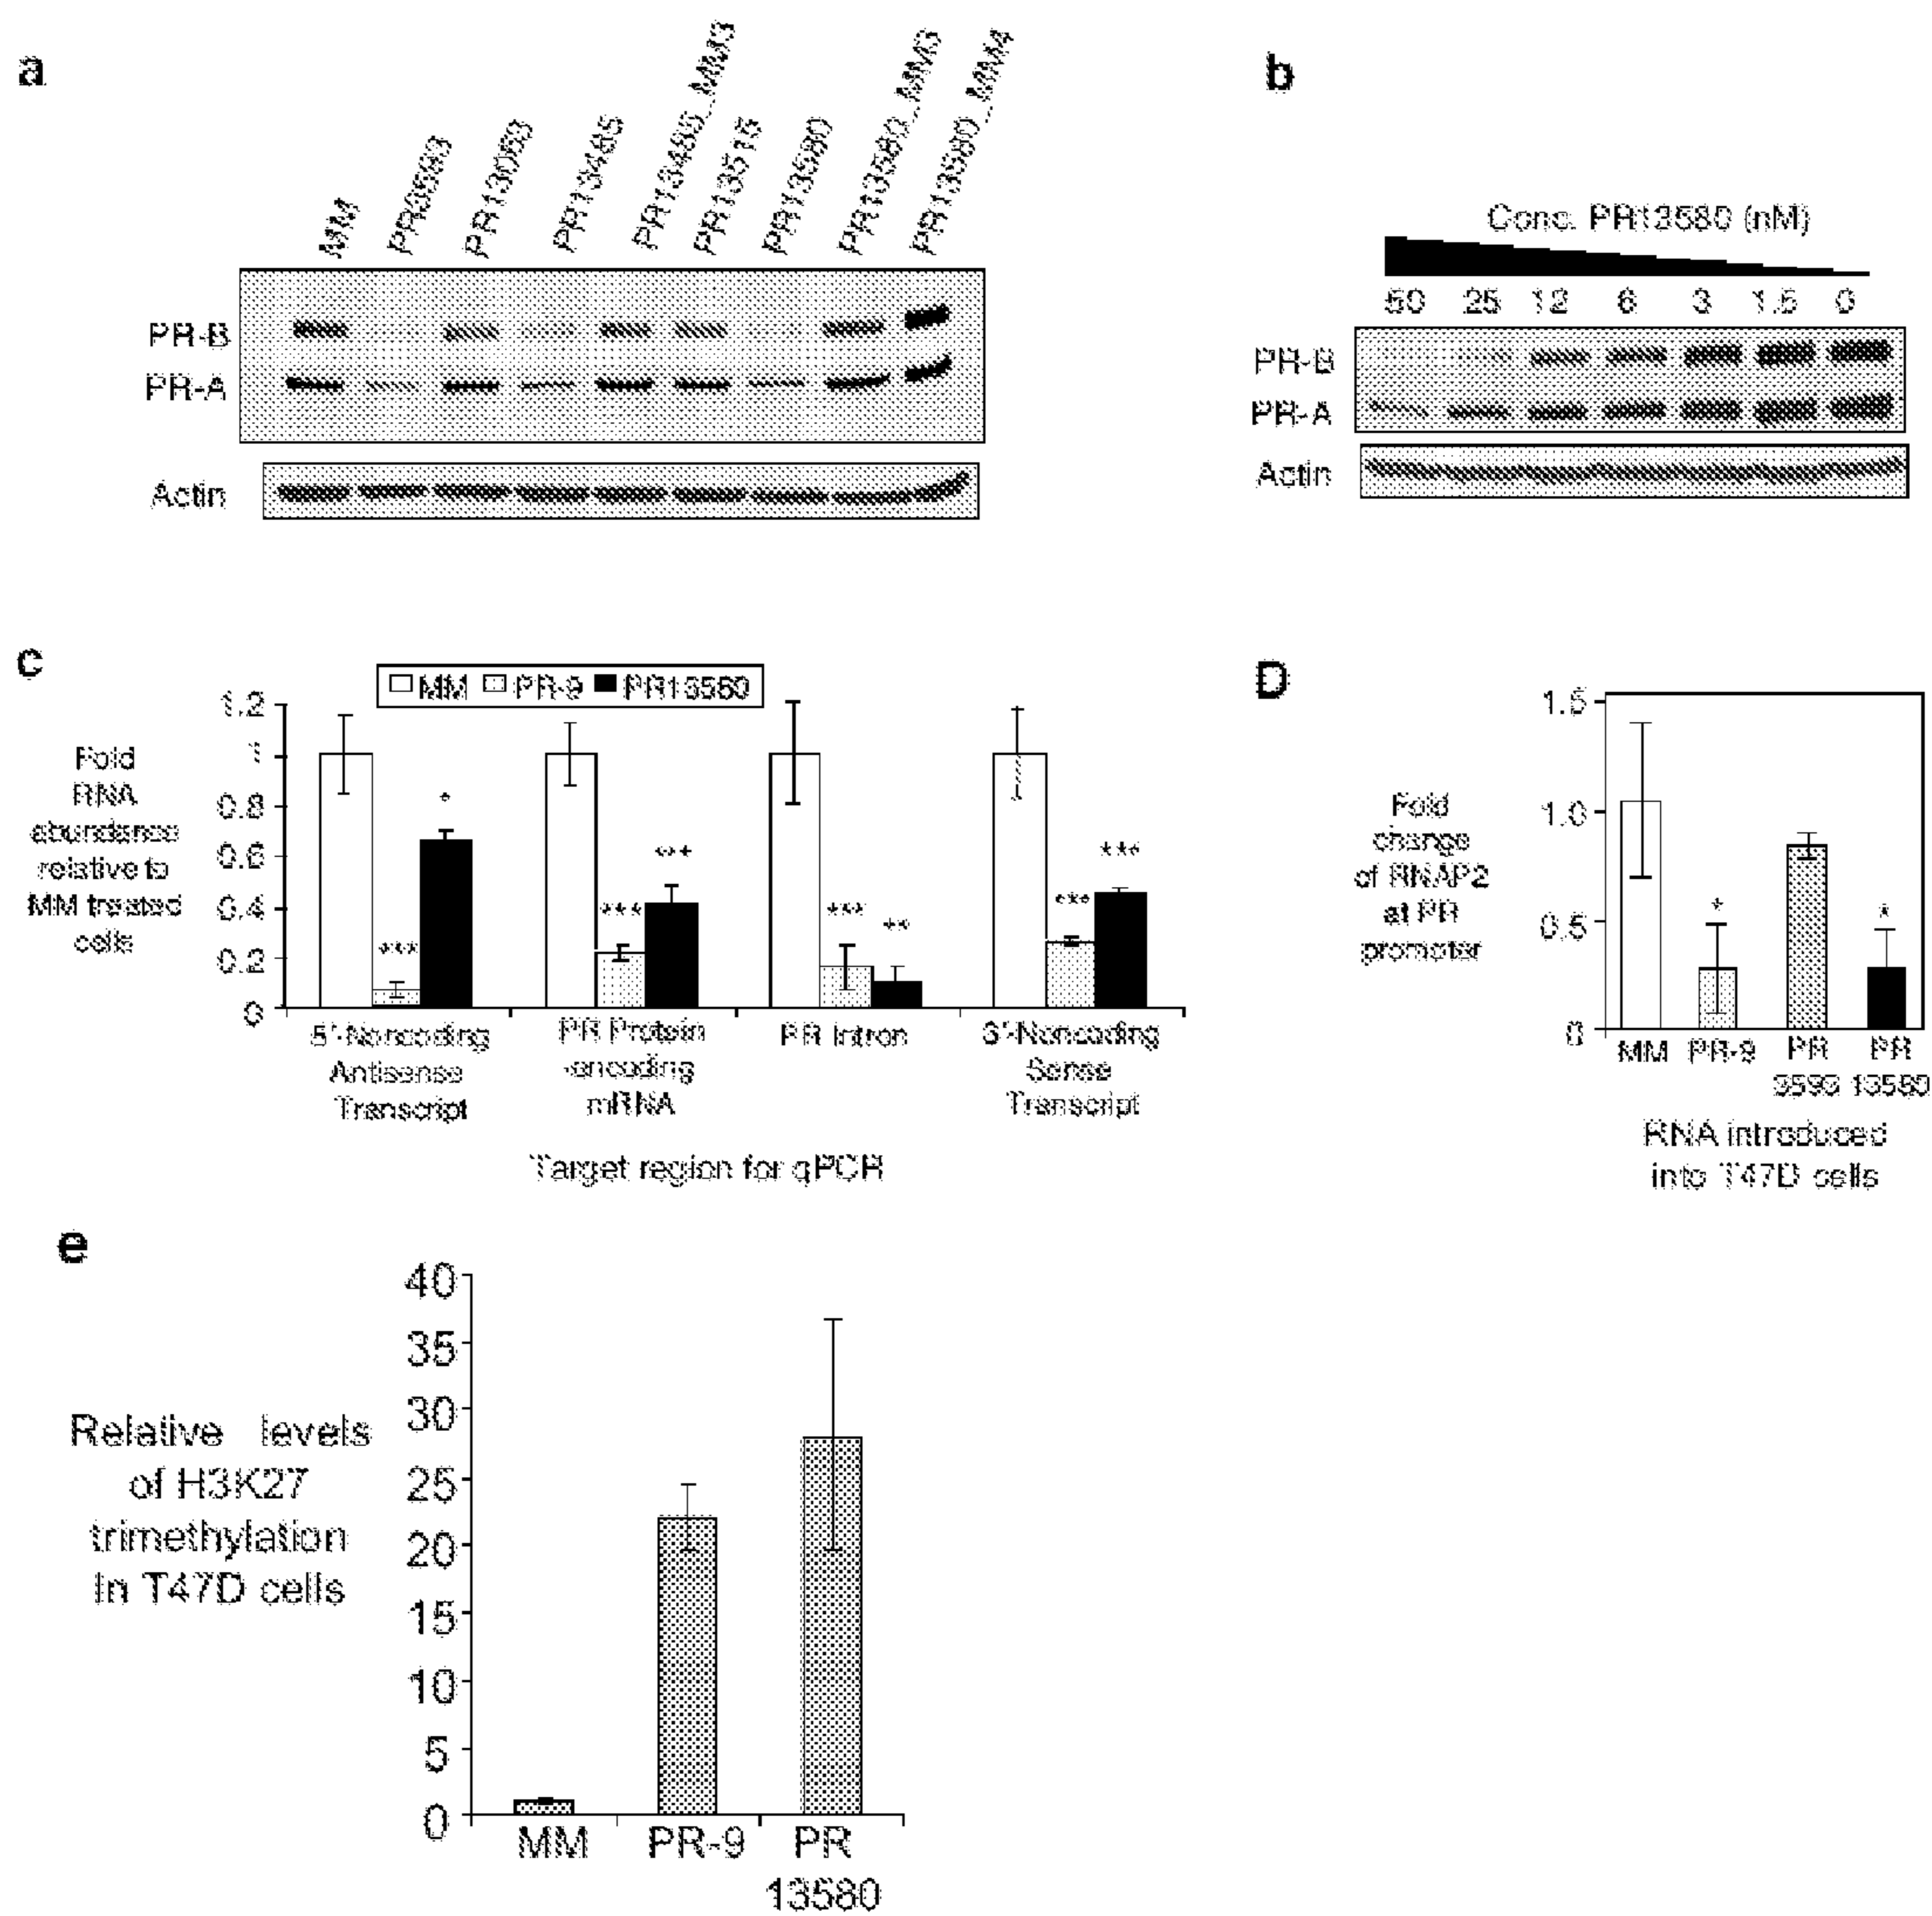 a
MM
PR3593
PR13063
PR13485
PR13485_MM3
PR13515
PR13580
PR13580_MM3
PR13580_MM4
PR-B
PR-A
Actin
b
Conc. PR13580 (nM)
50 25 12 6 3 1.5 0
PR-B
PR-A
Actin
c
MM PR-9 PR13580
Fold
RNA
abundance
relative to
MM treated
cells
1.2
1
0.8
0.6
0.4
0.2
0
***
*
***
***
***
**
***
***
5'-Noncoding
Antisense
Transcript
PR Protein
-encoding
mRNA
PR Intron
3'-Noncoding
Sense
Transcript
Target region for qPCR
D
Fold
change
of RNAP2
at PR
promoter
1.5
1.0
0.5
0
*
*
MM PR-9 PR PR
3593 13580
RNA introduced
into T47D cells
e
Relative levels
of H3K27
trimethylation
In T47D cells
40
35
30
25
20
15
10
5
0
MM PR-9 PR
13580